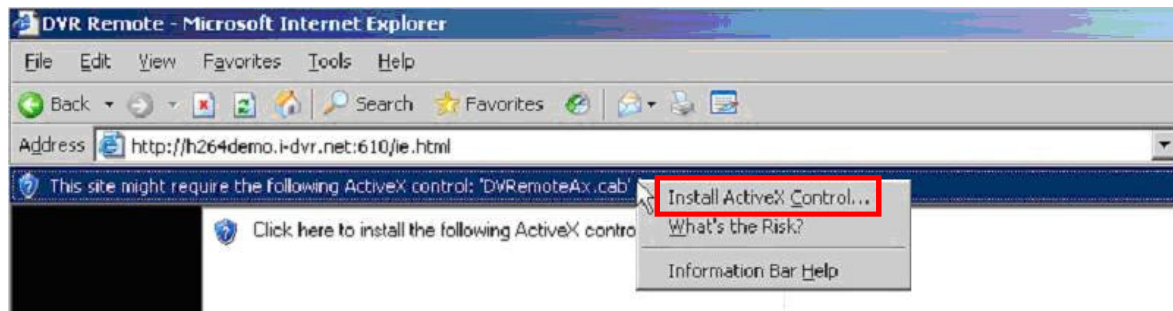 DVR Remote - Microsoft Internet Explorer
File Edit View Favorites Tools Help
Back Search Favorites
Address http://h264demo.i-dvr.net:610/ie.html
This site might require the following ActiveX control: 'DVRemoteAx.cab'
Install ActiveX Control...
Click here to install the following ActiveX contro
What's the Risk?
Information Bar Help